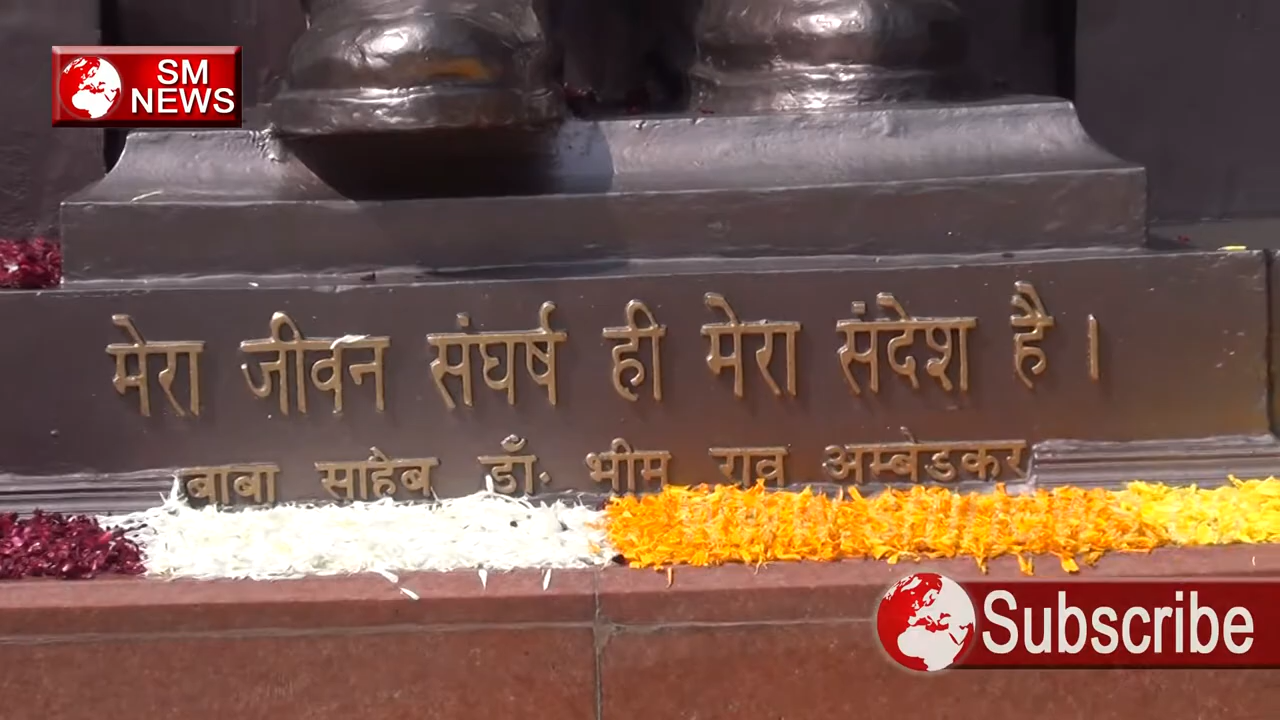 SM
NEWS
मेरा जीवन संघर्ष ही मेरा संदेश है ।
बाबा साहेब डॉ. भीम राव अम्बेडकर
Subscribe